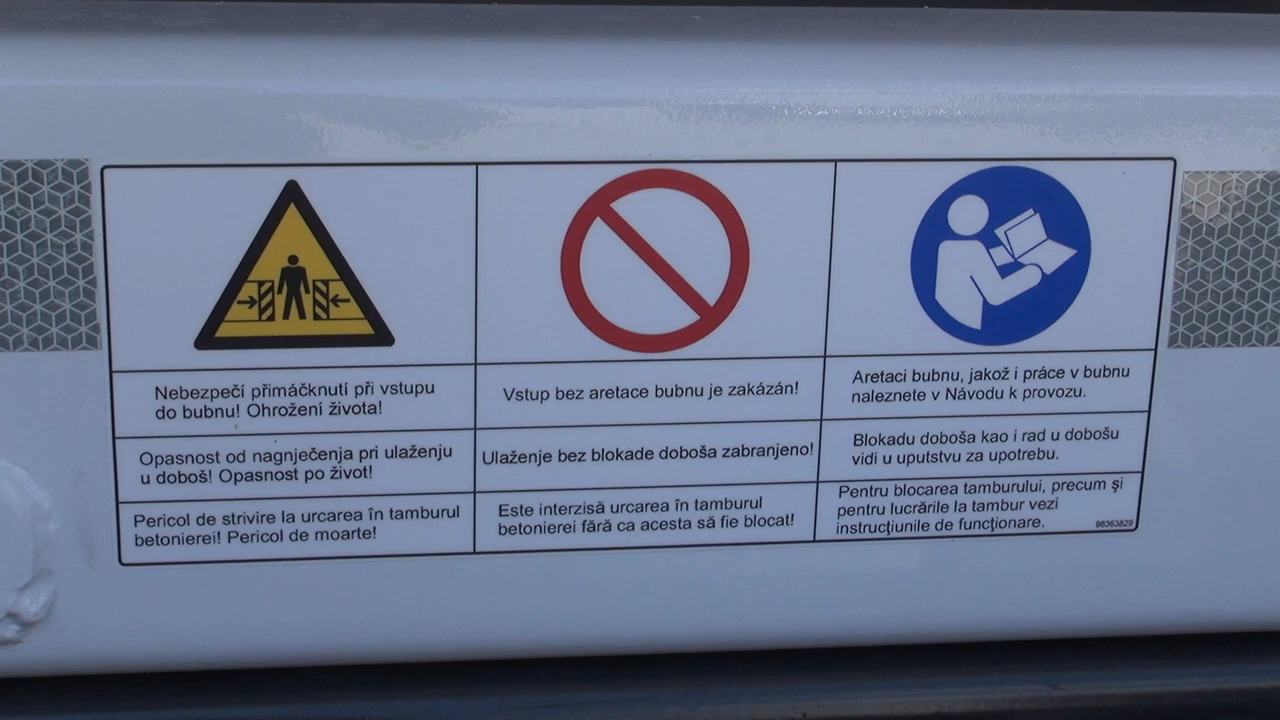 Nebezpečí přimáčknutí při vstupu
do bubnu! Ohrožení života!
Vstup bez aretace bubnu je zakázán!
Aretaci bubnu, jakož i práce v bubnu
naleznete v Návodu k provozu.
Opasnost od nagnječenja pri ulaženju
u doboš! Opasnost po život!
Ulaženje bez blokade doboša zabranjeno!
Blokadu doboša kao i rad u dobošu
vidi u uputstvu za upotrebu.
Pericol de strivire la urcarea în tamburul
betonierei! Pericol de moarte!
Este interzisă urcarea în tamburul
betonierei fără ca acesta să fie blocat!
Pentru blocarea tamburului, precum şi
pentru lucrările la tambur vezi
instrucţiunile de funcţionare.
98363829